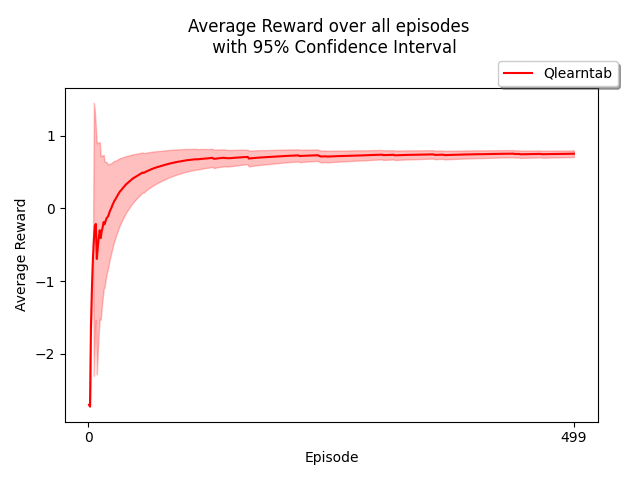 Average Reward over all episodes
with 95% Confidence Interval
Qlearntab
1
0
−1
−2
Average Reward
0
499
Episode